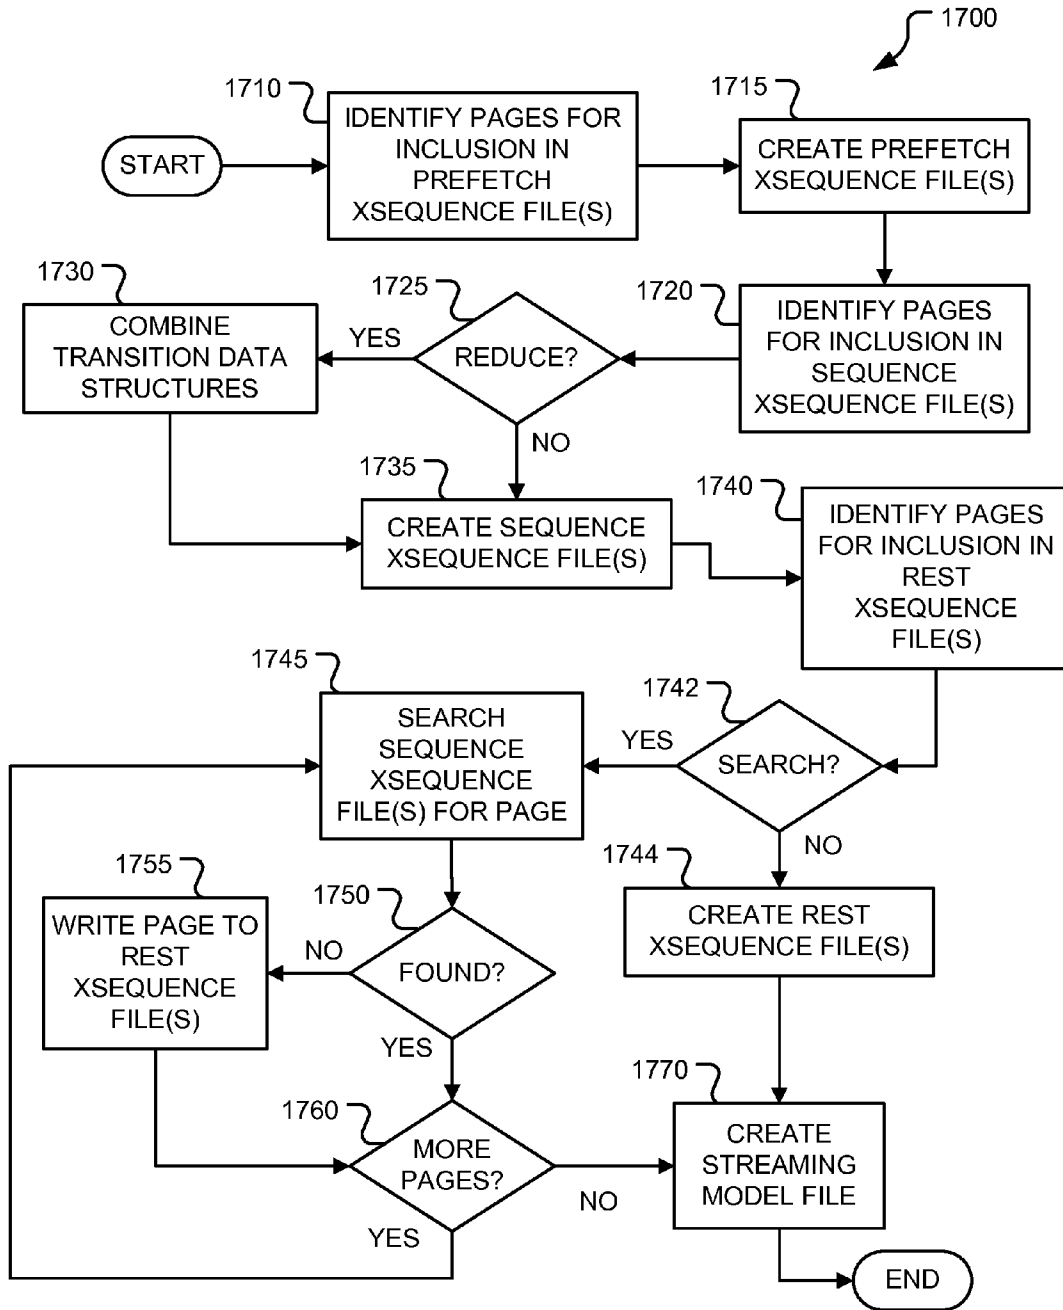 1700
1710
IDENTIFY PAGES FOR
INCLUSION IN
PREFETCH
XSEQUENCE FILE(S)
1715
CREATE PREFETCH
XSEQUENCE FILE(S)
START
1730
COMBINE
TRANSITION DATA
STRUCTURES
1725
YES
REDUCE?
NO
1720
IDENTIFY PAGES
FOR INCLUSION IN
SEQUENCE
XSEQUENCE FILE(S)
1735
CREATE SEQUENCE
XSEQUENCE FILE(S)
1740
IDENTIFY PAGES
FOR INCLUSION IN
REST
XSEQUENCE
FILE(S)
1745
SEARCH
SEQUENCE
XSEQUENCE
FILE(S) FOR PAGE
1742
YES
SEARCH?
NO
1744
CREATE REST
XSEQUENCE FILE(S)
1755
WRITE PAGE TO
REST
XSEQUENCE
FILE(S)
1750
NO
FOUND?
YES
1760
MORE
PAGES?
NO
YES
1770
CREATE
STREAMING
MODEL FILE
END